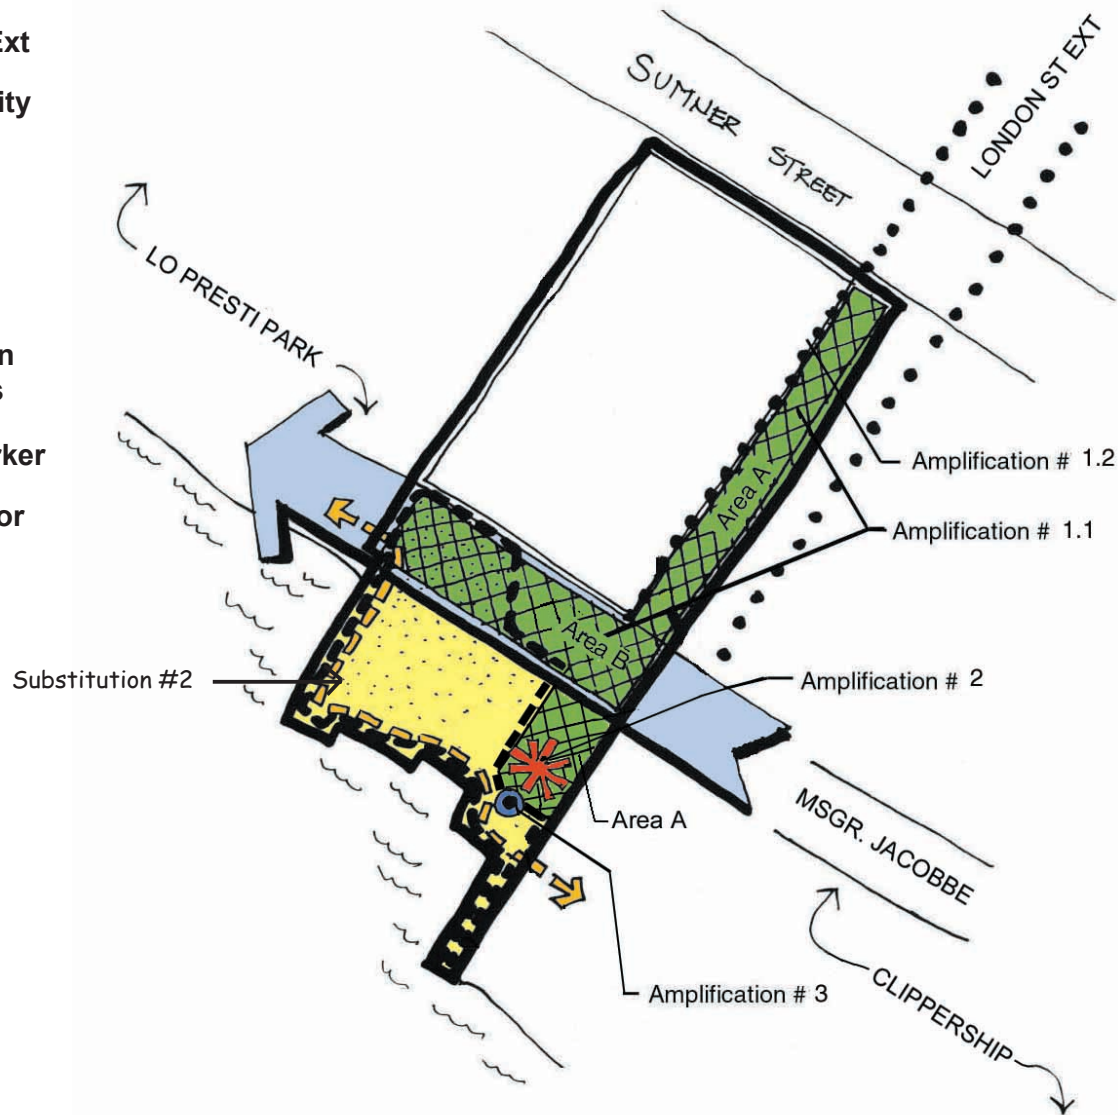 Ext
ity
SUMNER STREET
LONDON ST EXT
LO PRESTI PARK
n
s
rker
or
Area A
Amplification # 1.2
Amplification # 1.1
Area B
Substitution #2
Amplification # 2
Area A
MSGR. JACOBBE
Amplification # 3
CLIPPERSHIP